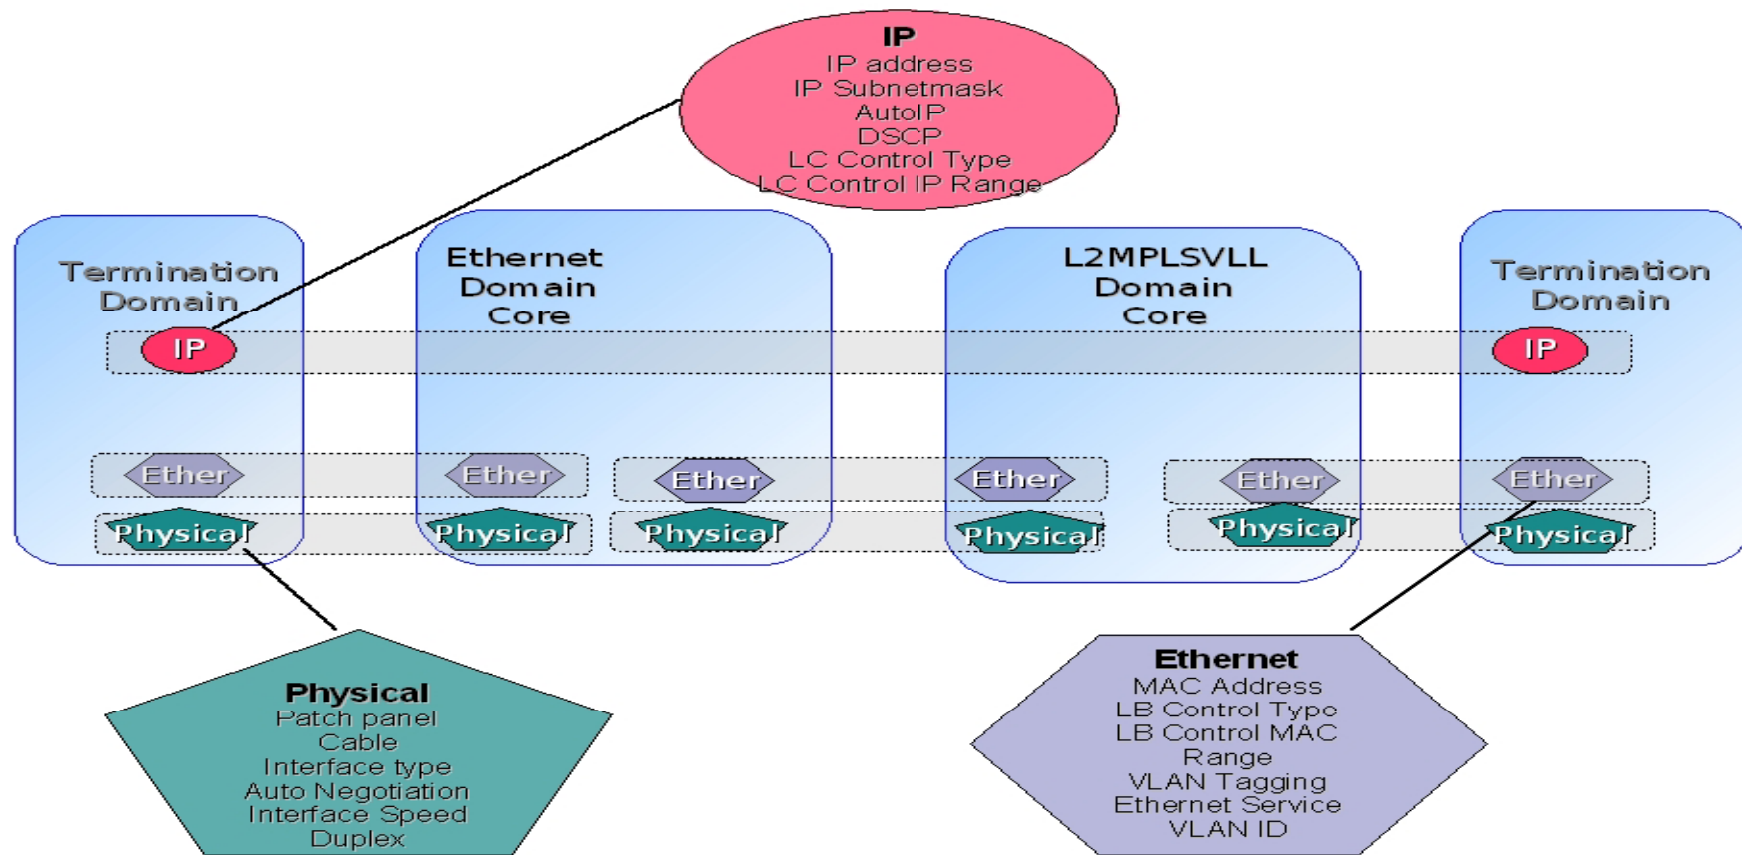 IP
IP address
IP Subnetmask
AutoIP
DSCP
LC Control Type
LC Control IP Range
Termination
Domain
Ethernet
Domain
Core
L2MPLSVLL
Domain
Core
Termination
Domain
IP
IP
Ether
Ether
Ether
Ether
Ether
Ether
Physical
Physical
Physical
Physical
Physical
Physical
Physical
Patch panel
Cable
Interface type
Auto Negotiation
Interface Speed
Duplex
Ethernet
MAC Address
LB Control Type
LB Control MAC
Range
VLAN Tagging
Ethernet Service
VLAN ID